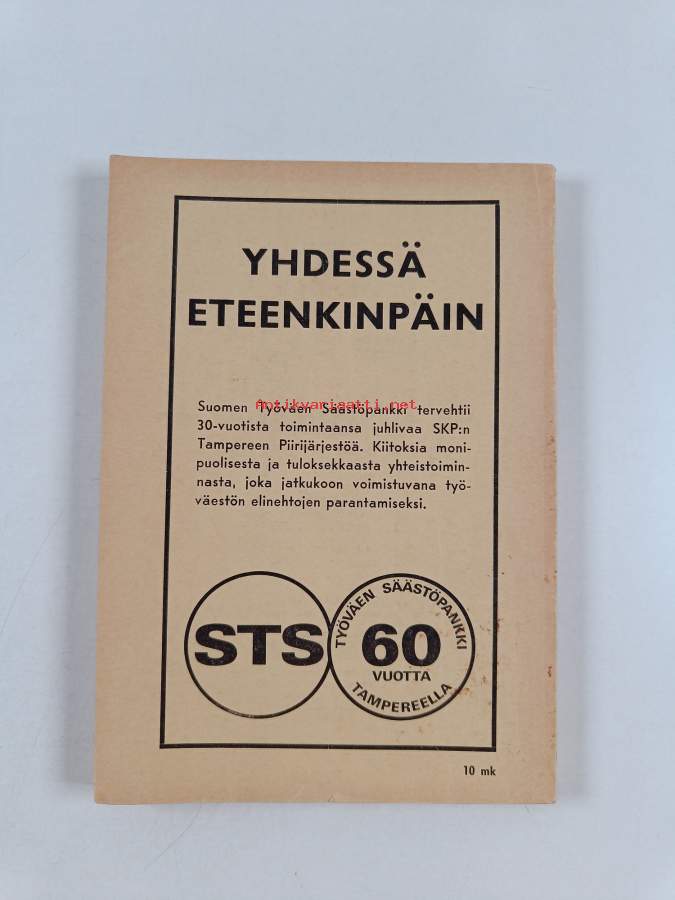 YHDESSÄ
ETEENKINPÄIN
antikvariaatti.net
Suomen Työväen Säästöpankki tervehtii
30-vuotista toimintaansa juhlivaa SKP:n
Tampereen Piirijärjestöä. Kiitoksia moni-
puolisesta ja tuloksekkaasta yhteistoimin-
nasta, joka jatkukoon voimistuvana työ-
väestön elinehtojen parantamiseksi.
STS
TYÖVÄEN SÄÄSTÖPANKKI
60
VUOTTA
TAMPEREELLA
10 mk